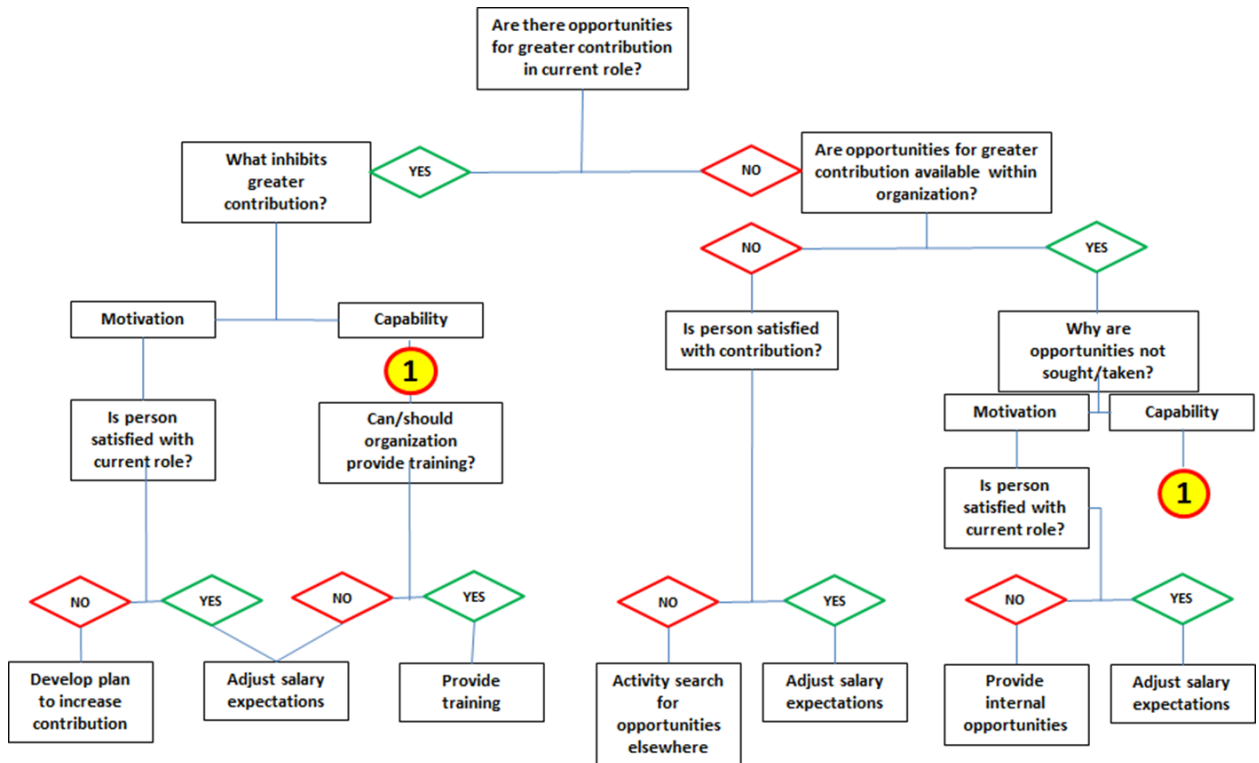 Are there opportunities
for greater contribution
in current role?
What inhibits
greater
contribution?
YES
NO
Are opportunities for greater
contribution available within
organization?
NO
YES
Motivation
Capability
1
Is person satisfied
with contribution?
Why are
opportunities not
sought/taken?
Motivation
Capability
1
Is person
satisfied with
current role?
Can/should
organization
provide training?
Is person
satisfied with
current role?
NO
YES
NO
YES
NO
YES
NO
YES
Develop plan
to increase
contribution
Adjust salary
expectations
Provide
training
Activity search
for
opportunities
elsewhere
Adjust salary
expectations
Provide
internal
opportunities
Adjust salary
expectations